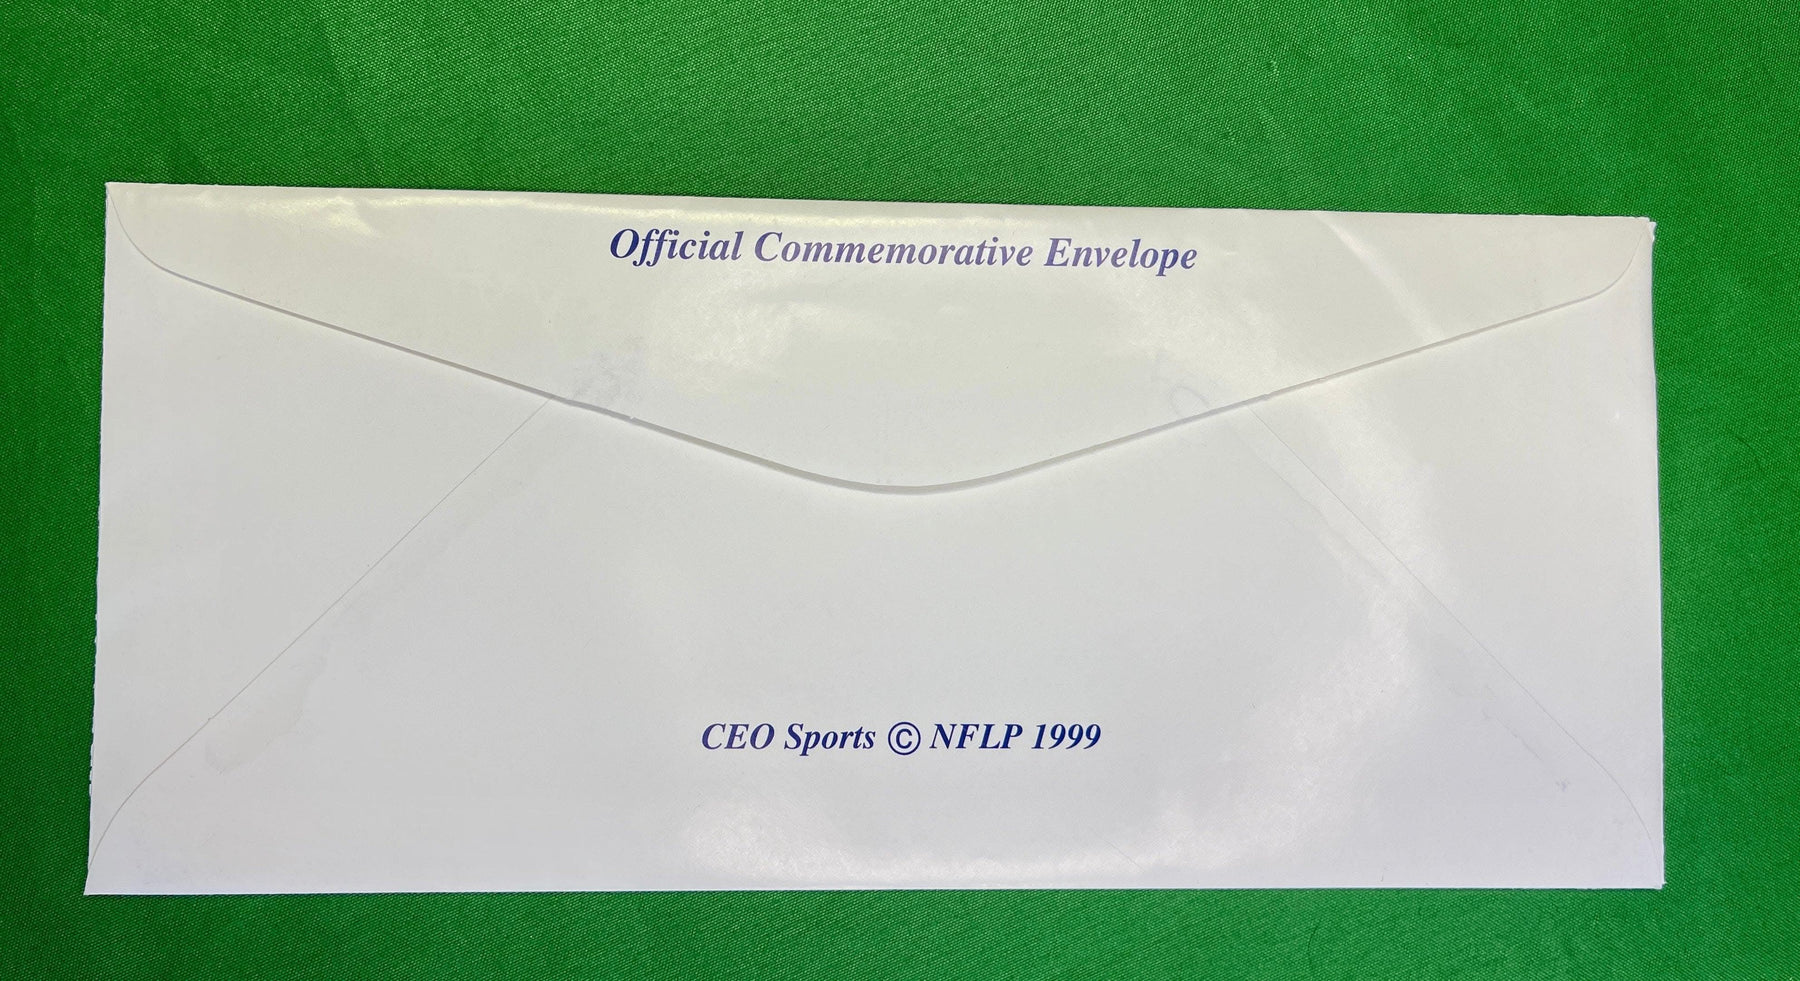 Official Commemorative Envelope
CEO Sports © NFLP 1999